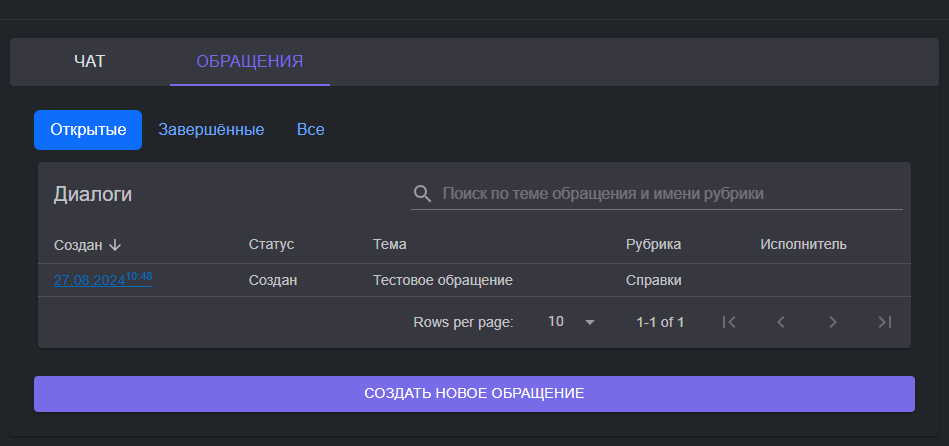 ЧАТ ОБРАЩЕНИЯ
Открытые Завершённые Все
Диалоги Поиск по теме обращения и имени рубрики
Создан Статус Тема Рубрика Исполнитель
27.08.2024 10:48 Создан Тестовое обращение Справки
Rows per page: 10 1-1 of 1
СОЗДАТЬ НОВОЕ ОБРАЩЕНИЕ